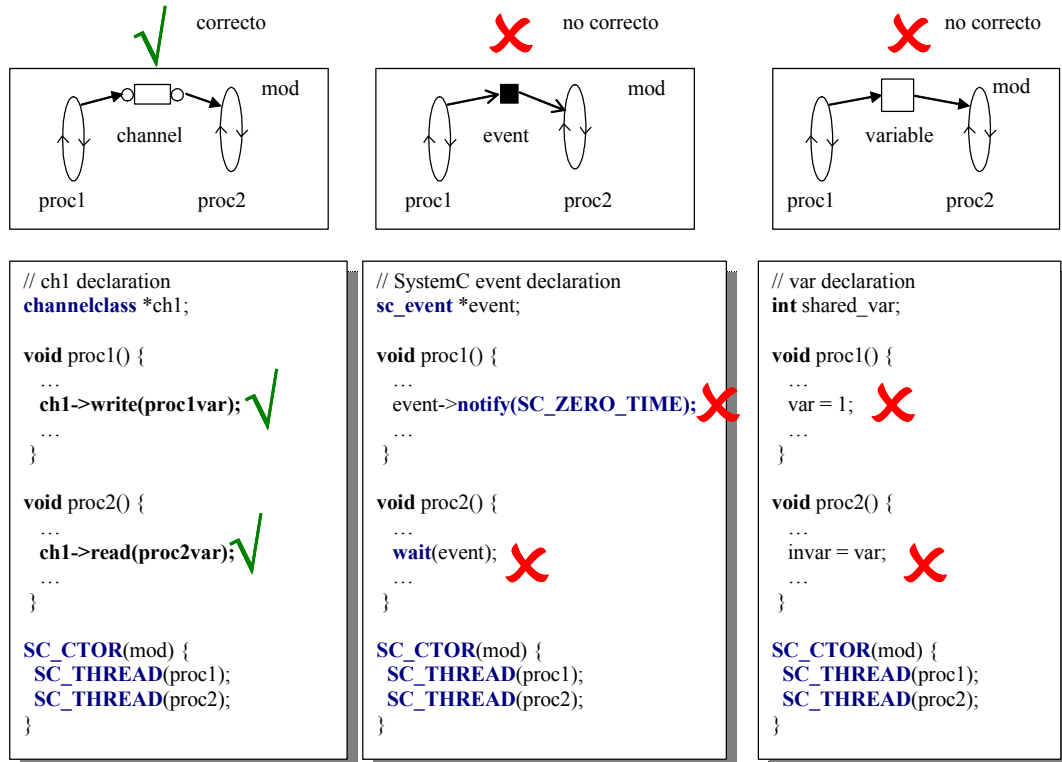 correcto
mod
channel
proc1
proc2
no correcto
mod
event
proc1
proc2
no correcto
mod
variable
proc1
proc2
// ch1 declaration
channelclass *ch1;
void proc1() {
…
ch1->write(proc1var);
…
}
void proc2() {
…
ch1->read(proc2var);
…
}
SC_CTOR(mod) {
SC_THREAD(proc1);
SC_THREAD(proc2);
}
// SystemC event declaration
sc_event *event;
void proc1() {
…
event->notify(SC_ZERO_TIME);
…
}
void proc2() {
…
wait(event);
…
}
SC_CTOR(mod) {
SC_THREAD(proc1);
SC_THREAD(proc2);
}
// var declaration
int shared_var;
void proc1() {
…
var = 1;
…
}
void proc2() {
…
invar = var;
…
}
SC_CTOR(mod) {
SC_THREAD(proc1);
SC_THREAD(proc2);
}